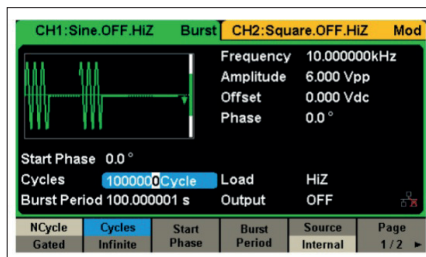 CH1:Sine.OFF.HiZ Burst CH2:Square.OFF.HiZ Mod
Frequency 10.000000kHz
Amplitude 6.000 Vpp
Offset 0.000 Vdc
Phase 0.0 °
Start Phase 0.0 °
Cycles 1000000Cycle Load HiZ
Burst Period 100.000001 s Output OFF
NCycle Cycles Start Burst Source Page
Gated Infinite Phase Period Internal 1/2 ►